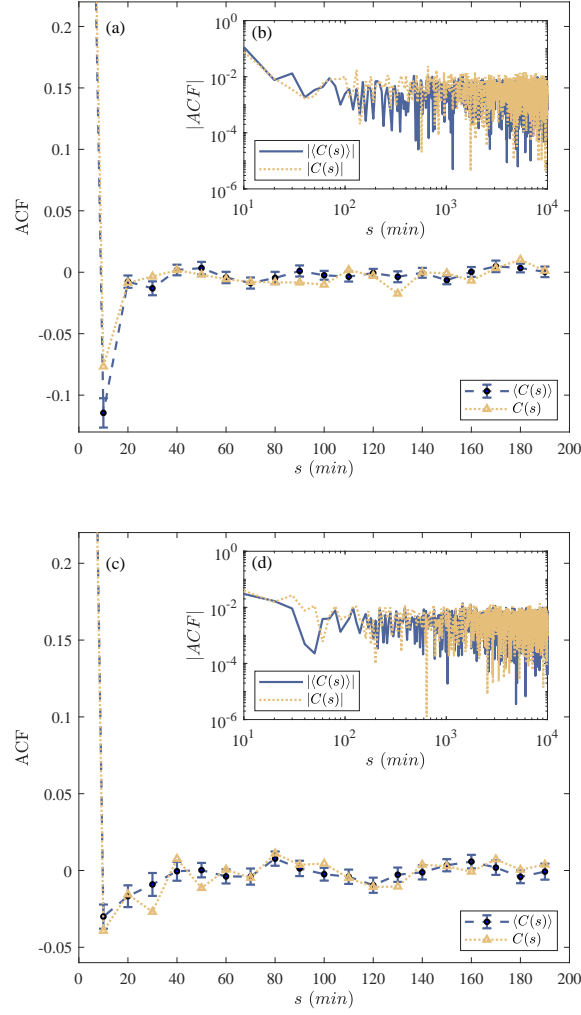 (a)
ACF
0.2
0.15
0.1
0.05
0
-0.05
-0.1
0 20 40 60 80 100 120 140 160 180 200
s (min)
⟨C(s)⟩
C(s)
(b)
|ACF|
10^0
10^-2
10^-4
10^-6
10^1 10^2 10^3 10^4
s (min)
|⟨C(s)⟩|
|C(s)|
(c)
ACF
0.2
0.15
0.1
0.05
0
-0.05
0 20 40 60 80 100 120 140 160 180 200
s (min)
⟨C(s)⟩
C(s)
(d)
|ACF|
10^0
10^-2
10^-4
10^-6
10^1 10^2 10^3 10^4
s (min)
|⟨C(s)⟩|
|C(s)|